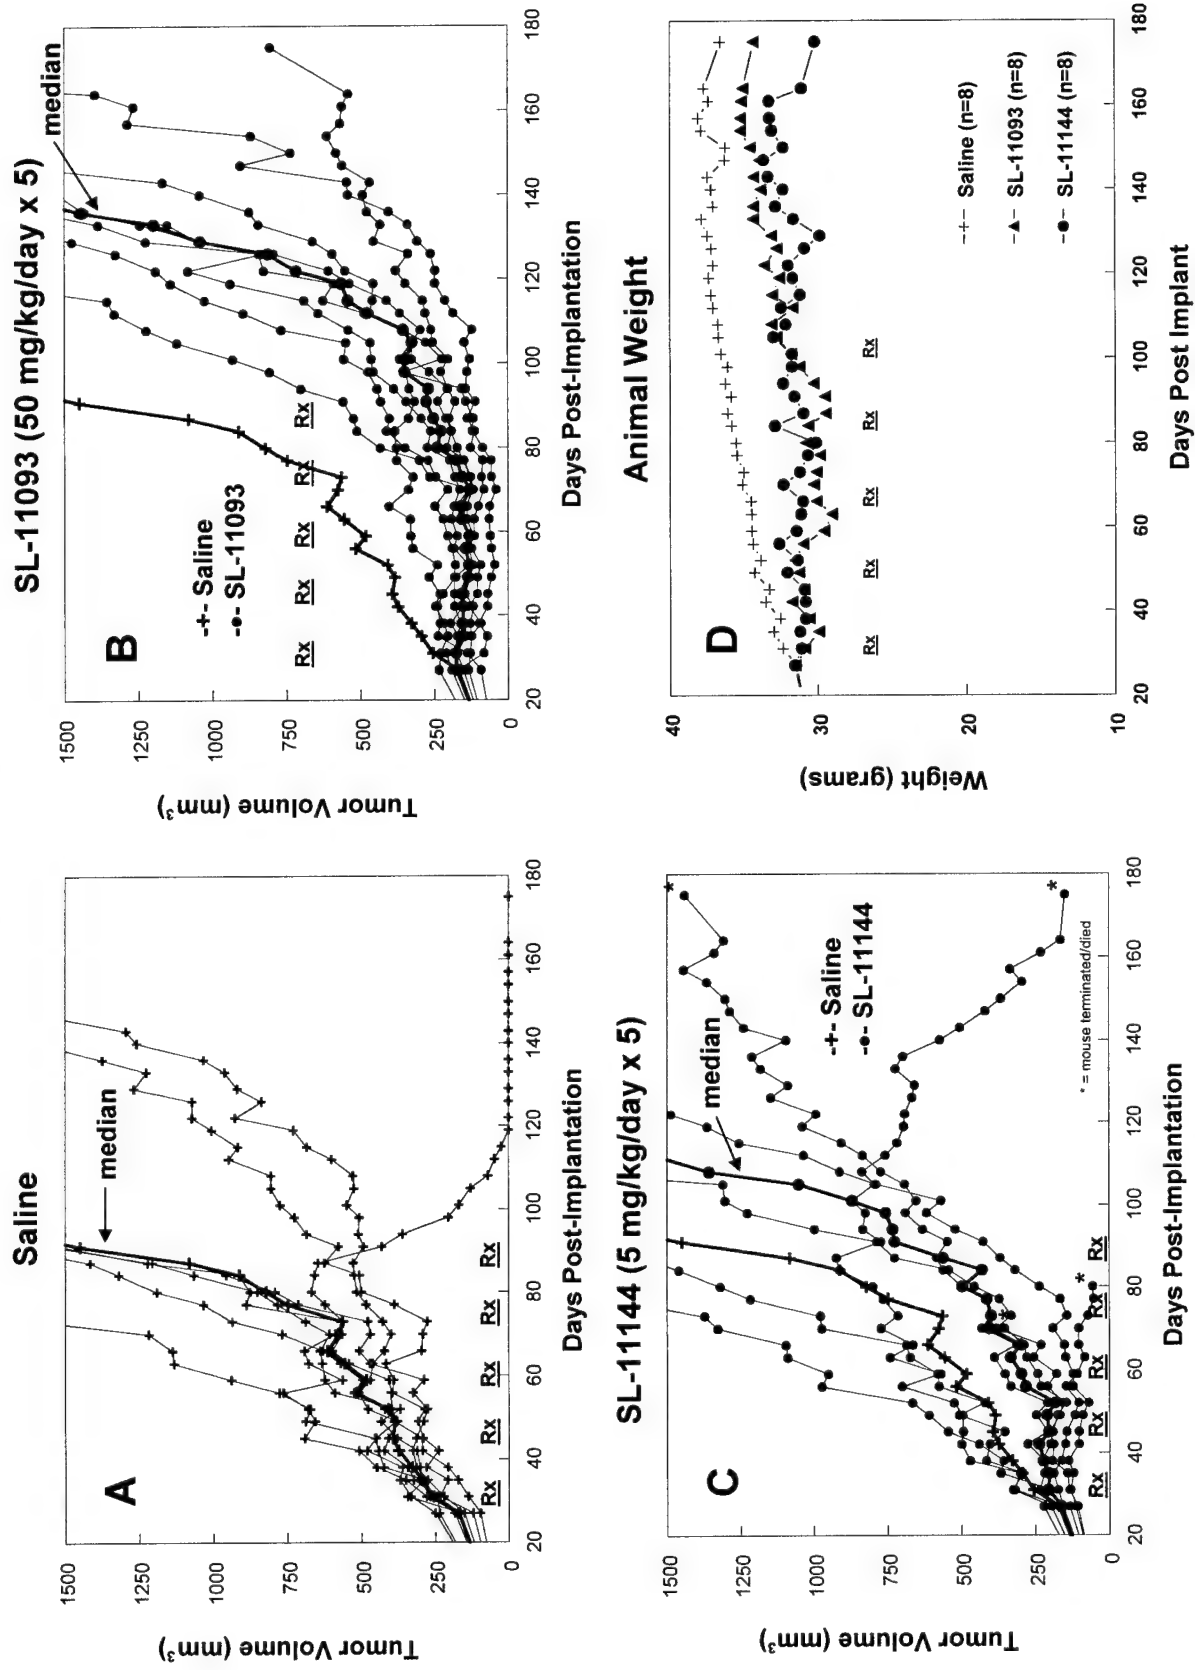 Saline
A
median
Rx Rx Rx Rx Rx
1500
1250
1000
750
500
250
0
20 40 60 80 100 120 140 160 180
Tumor Volume (mm3)
Days Post-Implantation
SL-11093 (50 mg/kg/day x 5)
B
median
-+- Saline
-●- SL-11093
Rx Rx Rx Rx Rx
1500
1250
1000
750
500
250
0
20 40 60 80 100 120 140 160 180
Tumor Volume (mm3)
Days Post-Implantation
SL-11144 (5 mg/kg/day x 5)
C
median
-+- Saline
-●- SL-11144
*
*
*
* = mouse terminated/died
Rx Rx Rx Rx Rx
1500
1250
1000
750
500
250
0
20 40 60 80 100 120 140 160 180
Tumor Volume (mm3)
Days Post-Implantation
Animal Weight
D
Rx Rx Rx Rx Rx
-+- Saline (n=8)
-▲- SL-11093 (n=8)
-●- SL-11144 (n=8)
40
30
20
10
20 40 60 80 100 120 140 160 180
Weight (grams)
Days Post Implant